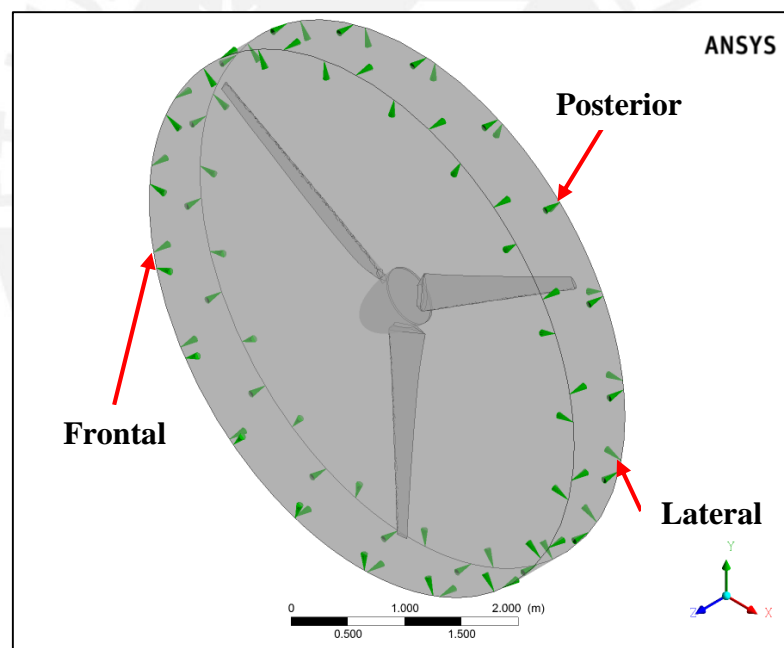 ANSYS
Posterior
Frontal
Lateral
Y
Z
X
0 1.000 2.000 (m)
0.500 1.500